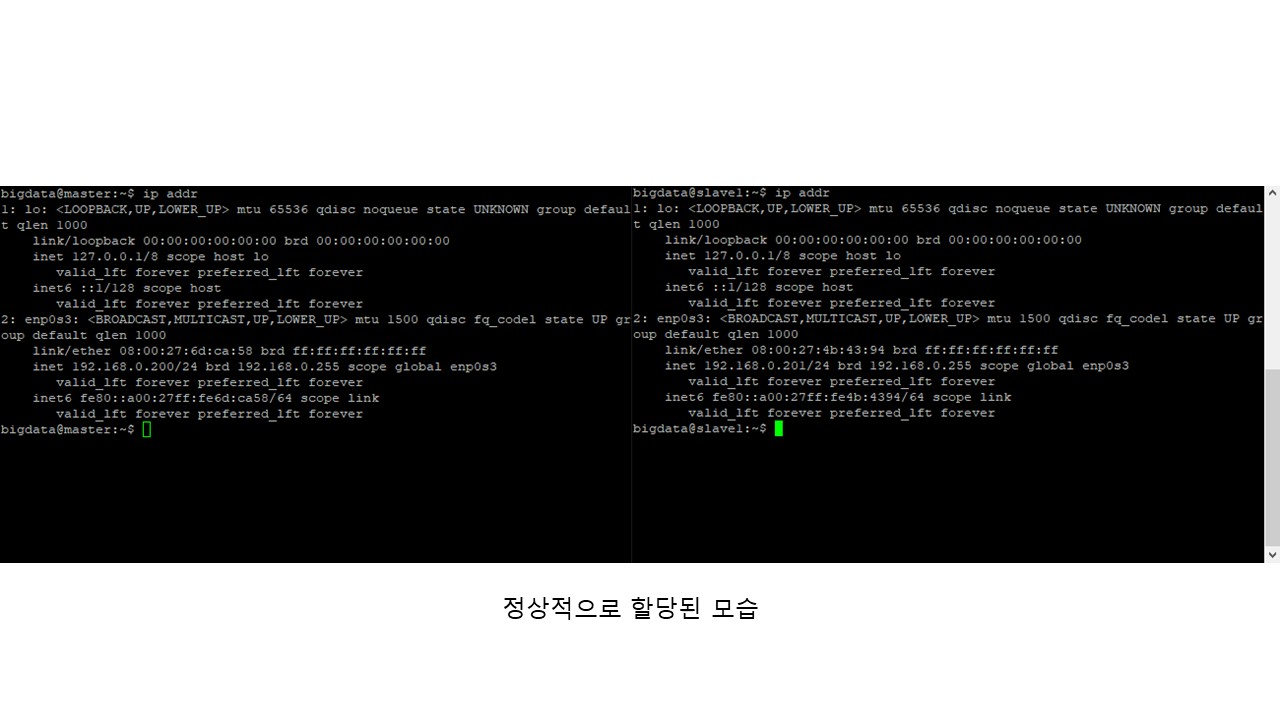 bigdata@master:~$ ip addr
1: lo: <LOOPBACK,UP,LOWER_UP> mtu 65536 qdisc noqueue state UNKNOWN group defaul
t qlen 1000
    link/loopback 00:00:00:00:00:00 brd 00:00:00:00:00:00
    inet 127.0.0.1/8 scope host lo
       valid_lft forever preferred_lft forever
    inet6 ::1/128 scope host
       valid_lft forever preferred_lft forever
2: enp0s3: <BROADCAST,MULTICAST,UP,LOWER_UP> mtu 1500 qdisc fq_codel state UP gr
oup default qlen 1000
    link/ether 08:00:27:6d:ca:58 brd ff:ff:ff:ff:ff:ff
    inet 192.168.0.200/24 brd 192.168.0.255 scope global enp0s3
       valid_lft forever preferred_lft forever
    inet6 fe80::a00:27ff:fe6d:ca58/64 scope link
       valid_lft forever preferred_lft forever
bigdata@master:~$
bigdata@slave1:~$ ip addr
1: lo: <LOOPBACK,UP,LOWER_UP> mtu 65536 qdisc noqueue state UNKNOWN group defaul
t qlen 1000
    link/loopback 00:00:00:00:00:00 brd 00:00:00:00:00:00
    inet 127.0.0.1/8 scope host lo
       valid_lft forever preferred_lft forever
    inet6 ::1/128 scope host
       valid_lft forever preferred_lft forever
2: enp0s3: <BROADCAST,MULTICAST,UP,LOWER_UP> mtu 1500 qdisc fq_codel state UP gr
oup default qlen 1000
    link/ether 08:00:27:4b:43:94 brd ff:ff:ff:ff:ff:ff
    inet 192.168.0.201/24 brd 192.168.0.255 scope global enp0s3
       valid_lft forever preferred_lft forever
    inet6 fe80::a00:27ff:fe4b:4394/64 scope link
       valid_lft forever preferred_lft forever
bigdata@slave1:~$
정상적으로 할당된 모습